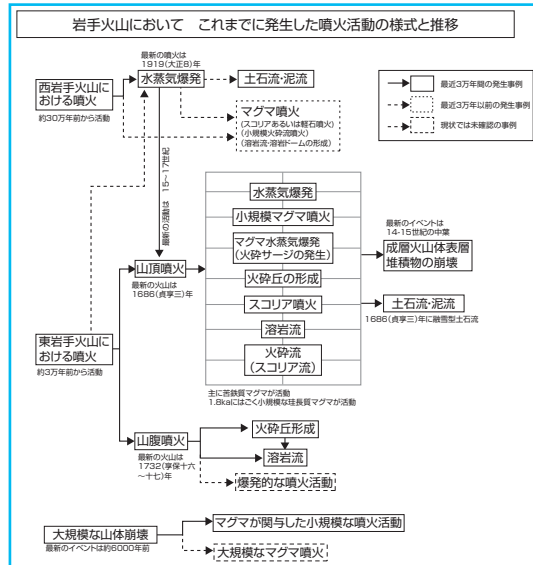 岩手火山において これまでに発生した噴火活動の様式と推移
最新の噴火は
1919(大正8)年
西岩手火山に
おける噴火
約30万年前から活動
水蒸気爆発
土石流・泥流
マグマ噴火
(スコリアあるいは軽石噴火)
(小規模火砕流噴火)
(溶岩流・溶岩ドームの形成)
最近3万年間の発生事例
最近3万年以前の発生事例
現状では未確認の事例
最新の活動は 15〜17世紀
水蒸気爆発
小規模マグマ噴火
マグマ水蒸気爆発
(火砕サージの発生)
火砕丘の形成
スコリア噴火
溶岩流
火砕流
(スコリア流)
主に苦鉄質マグマが活動
1.8kaにはごく小規模な珪長質マグマが活動
最新のイベントは
14-15世紀の中葉
成層火山体表層
堆積物の崩壊
土石流・泥流
1686(貞享三)年に融雪型土石流
山頂噴火
最新の火山は
1686(貞享三)年
東岩手火山に
おける噴火
約3万年前から活動
山腹噴火
最新の火山は
1732(享保十六
〜十七)年
火砕丘形成
溶岩流
爆発的な噴火活動
大規模な山体崩壊
最新のイベントは約6000年前
マグマが関与した小規模な噴火活動
大規模なマグマ噴火